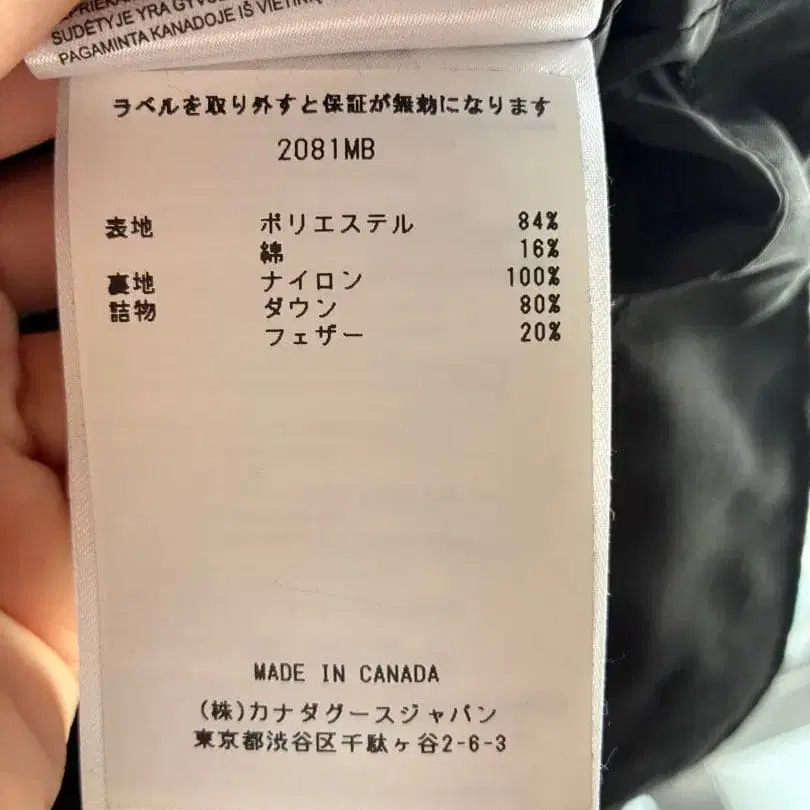 SUDĖTYJE YRA
PAGAMINTA KANADOJE IŠ
ラベルを取り外すと保証が無効になります
2081MB
表地 ポリエステル 84%
綿 16%
裏地 ナイロン 100%
詰物 ダウン 80%
フェザー 20%
MADE IN CANADA
(株)カナダグースジャパン
東京都渋谷区千駄ヶ谷2-6-3